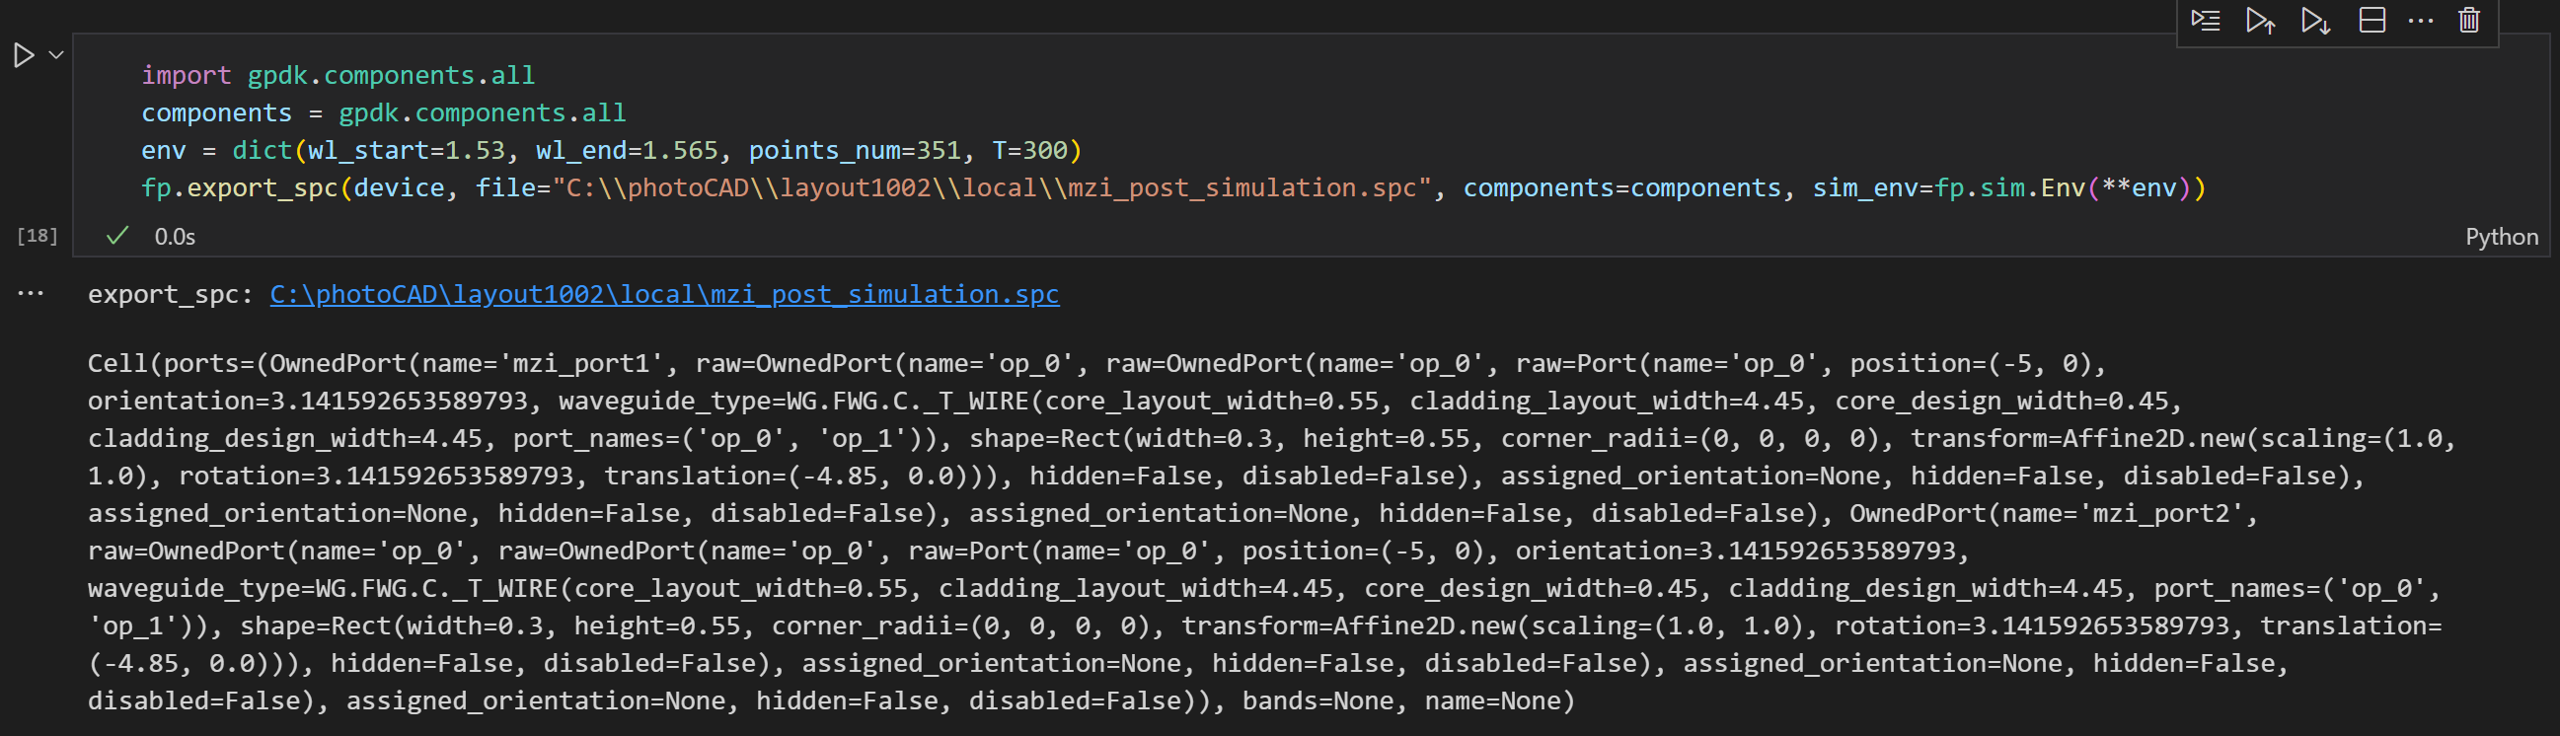 import gpdk.components.all
components = gpdk.components.all
env = dict(wl_start=1.53, wl_end=1.565, points_num=351, T=300)
fp.export_spc(device, file="C:\\photoCAD\\layout1002\\local\\mzi_post_simulation.spc", components=components, sim_env=fp.sim.Env(**env))
[18] 0.0s Python
export_spc: C:\photoCAD\layout1002\local\mzi_post_simulation.spc
Cell(ports=(OwnedPort(name='mzi_port1', raw=OwnedPort(name='op_0', raw=OwnedPort(name='op_0', raw=Port(name='op_0', position=(-5, 0),
orientation=3.141592653589793, waveguide_type=WG.FWG.C._T_WIRE(core_layout_width=0.55, cladding_layout_width=4.45, core_design_width=0.45,
cladding_design_width=4.45, port_names=('op_0', 'op_1')), shape=Rect(width=0.3, height=0.55, corner_radii=(0, 0, 0, 0), transform=Affine2D.new(scaling=(1.0,
1.0), rotation=3.141592653589793, translation=(-4.85, 0.0))), hidden=False, disabled=False), assigned_orientation=None, hidden=False, disabled=False),
assigned_orientation=None, hidden=False, disabled=False), assigned_orientation=None, hidden=False, disabled=False), OwnedPort(name='mzi_port2',
raw=OwnedPort(name='op_0', raw=OwnedPort(name='op_0', raw=Port(name='op_0', position=(-5, 0), orientation=3.141592653589793,
waveguide_type=WG.FWG.C._T_WIRE(core_layout_width=0.55, cladding_layout_width=4.45, core_design_width=0.45, cladding_design_width=4.45, port_names=('op_0',
'op_1')), shape=Rect(width=0.3, height=0.55, corner_radii=(0, 0, 0, 0), transform=Affine2D.new(scaling=(1.0, 1.0), rotation=3.141592653589793, translation=
(-4.85, 0.0))), hidden=False, disabled=False), assigned_orientation=None, hidden=False, disabled=False), assigned_orientation=None, hidden=False,
disabled=False), assigned_orientation=None, hidden=False, disabled=False)), bands=None, name=None)